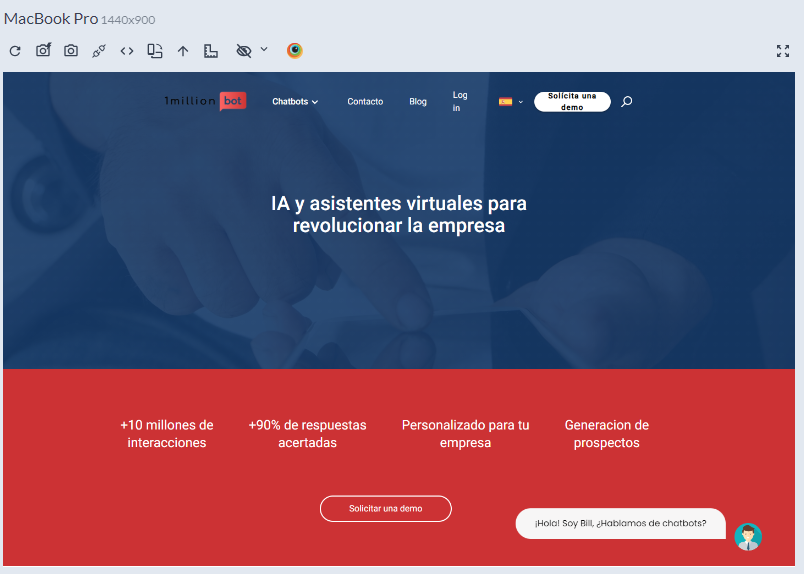 MacBook Pro 1440x900
1million bot
Chatbots
Contacto
Blog
Log
in
Solicita una
demo
IA y asistentes virtuales para
revolucionar la empresa
+10 millones de
interacciones
+90% de respuestas
acertadas
Personalizado para tu
empresa
Generacion de
prospectos
Solicitar una demo
¡Hola! Soy Bill, ¿Hablamos de chatbots?